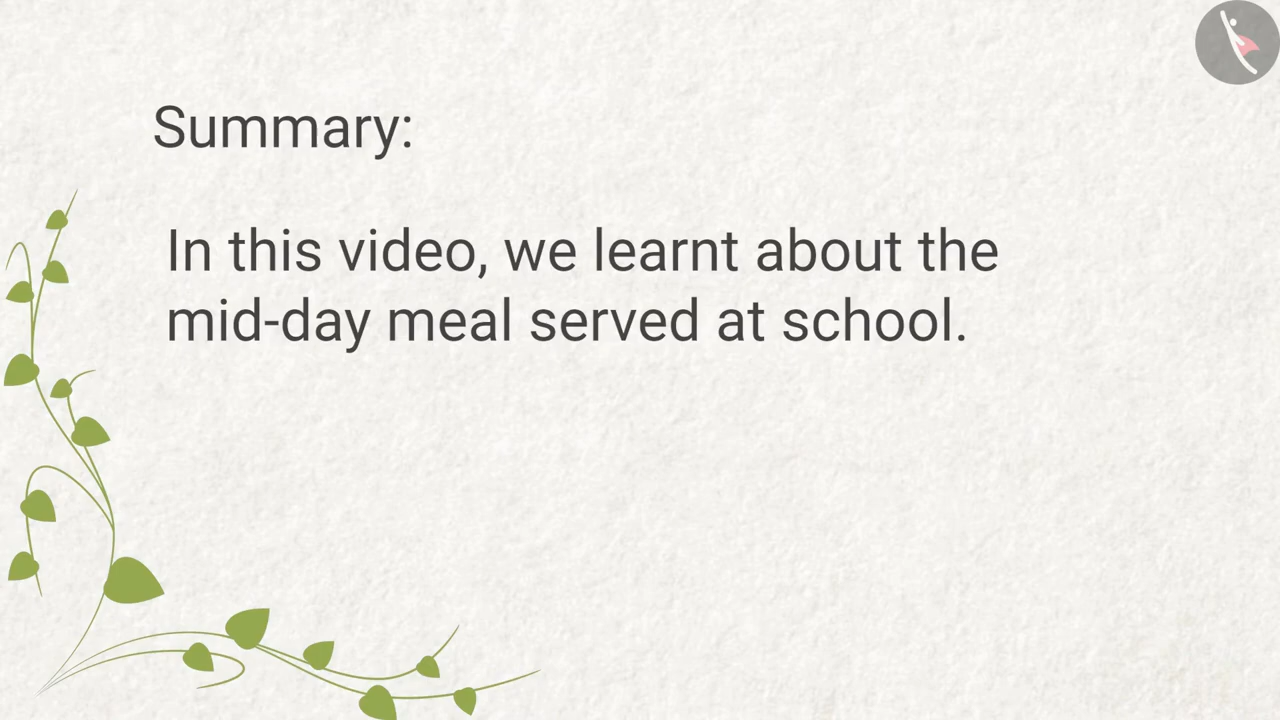 Summary:
In this video, we learnt about the
mid-day meal served at school.